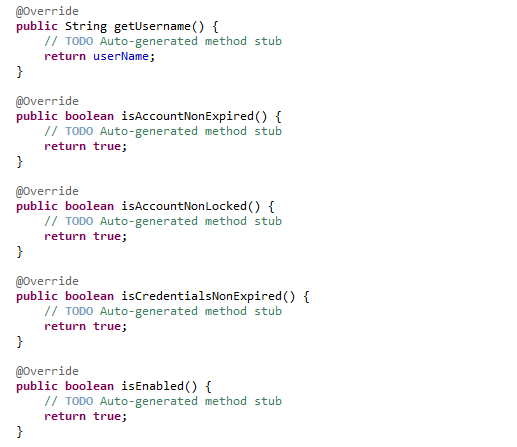 @Override
public String getUsername() {
    // TODO Auto-generated method stub
    return userName;
}
@Override
public boolean isAccountNonExpired() {
    // TODO Auto-generated method stub
    return true;
}
@Override
public boolean isAccountNonLocked() {
    // TODO Auto-generated method stub
    return true;
}
@Override
public boolean isCredentialsNonExpired() {
    // TODO Auto-generated method stub
    return true;
}
@Override
public boolean isEnabled() {
    // TODO Auto-generated method stub
    return true;
}